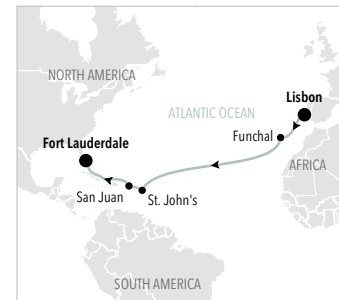 NORTH AMERICA
Lisbon
ATLANTIC OCEAN
Funchal
Fort Lauderdale
AFRICA
San Juan
St. John's
SOUTH AMERICA